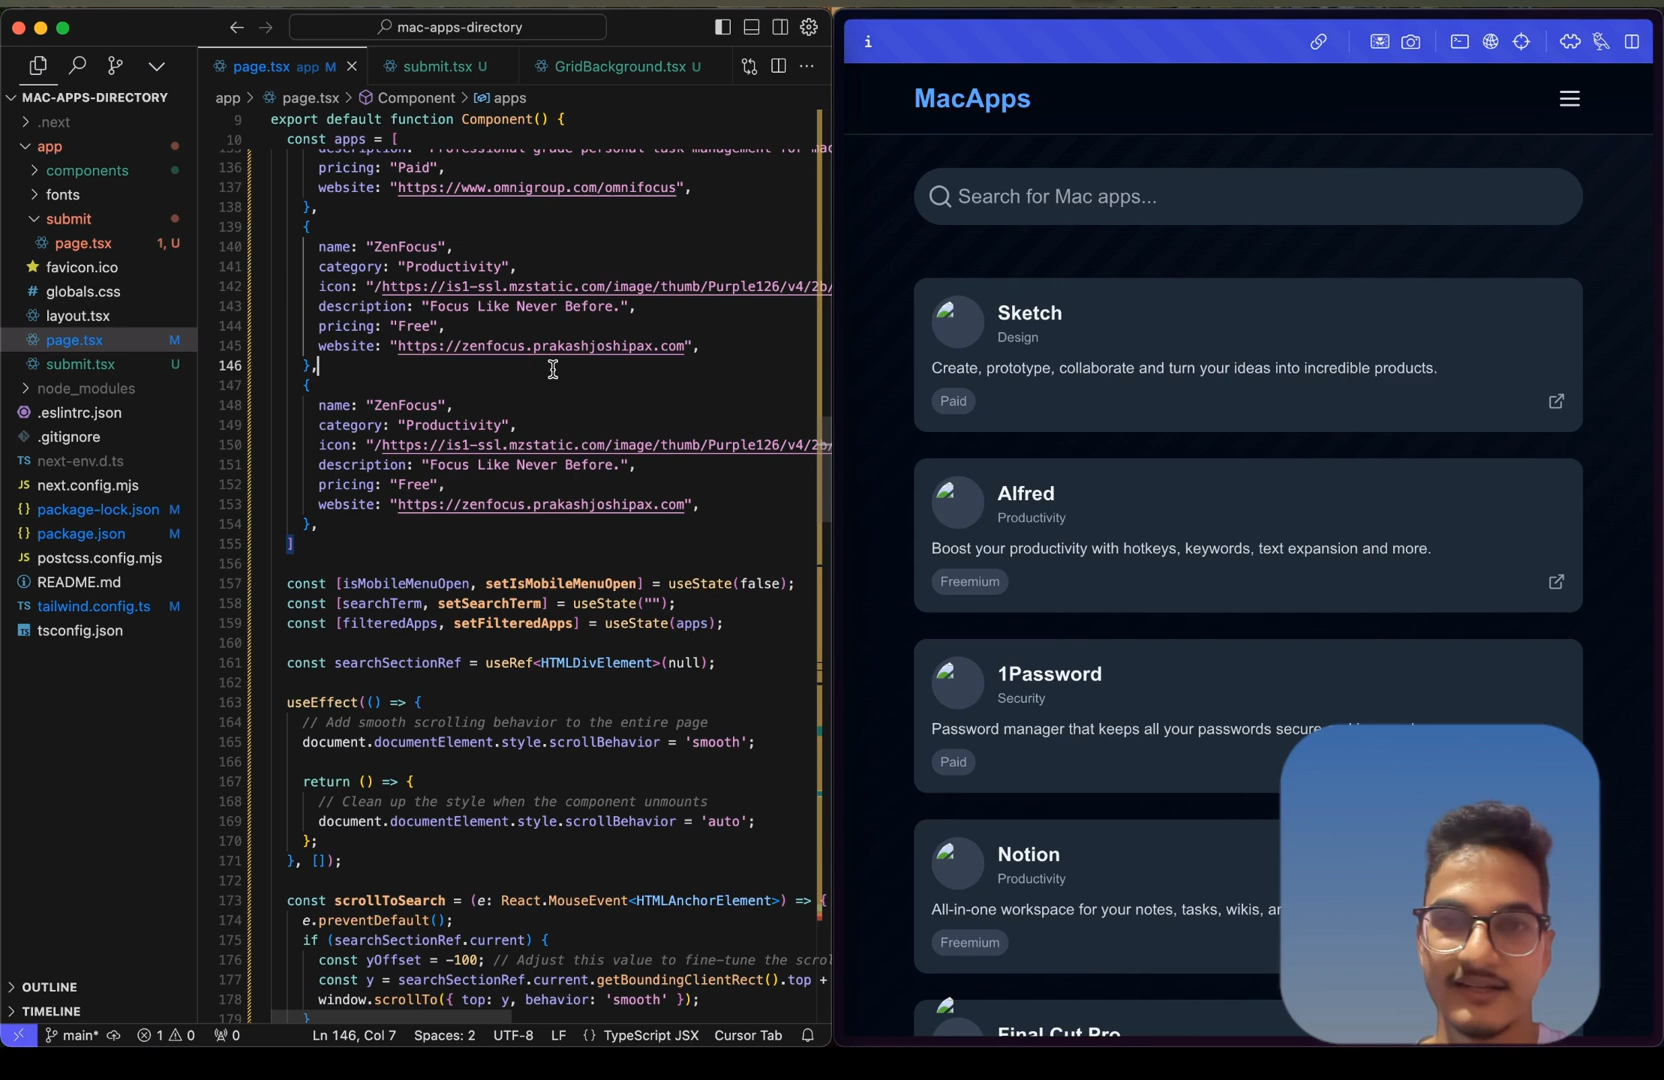 mac-apps-directory
page.tsx app M
submit.tsx U
GridBackground.tsx U
MAC-APPS-DIRECTORY
.next
app
components
fonts
submit
page.tsx 1, U
favicon.ico
globals.css
layout.tsx
page.tsx M
submit.tsx U
node_modules
.eslintrc.json
.gitignore
next-env.d.ts
next.config.mjs
package-lock.json M
package.json M
postcss.config.mjs
README.md
tailwind.config.ts M
tsconfig.json
OUTLINE
TIMELINE
app > page.tsx > Component > apps
9 export default function Component() {
10 const apps = [
136 pricing: "Paid",
137 website: "https://www.omnigroup.com/omnifocus",
138 },
139 {
140 name: "ZenFocus",
141 category: "Productivity",
142 icon: "/https://is1-ssl.mzstatic.com/image/thumb/Purple126/v4/2b/
143 description: "Focus Like Never Before.",
144 pricing: "Free",
145 website: "https://zenfocus.prakashjoshipax.com",
146 },
147 {
148 name: "ZenFocus",
149 category: "Productivity",
150 icon: "/https://is1-ssl.mzstatic.com/image/thumb/Purple126/v4/2b/
151 description: "Focus Like Never Before.",
152 pricing: "Free",
153 website: "https://zenfocus.prakashjoshipax.com",
154 },
155 ]
156
157 const [isMobileMenuOpen, setIsMobileMenuOpen] = useState(false);
158 const [searchTerm, setSearchTerm] = useState("");
159 const [filteredApps, setFilteredApps] = useState(apps);
160
161 const searchSectionRef = useRef<HTMLDivElement>(null);
162
163 useEffect(() => {
164 // Add smooth scrolling behavior to the entire page
165 document.documentElement.style.scrollBehavior = 'smooth';
166
167 return () => {
168 // Clean up the style when the component unmounts
169 document.documentElement.style.scrollBehavior = 'auto';
170 };
171 }, []);
172
173 const scrollToSearch = (e: React.MouseEvent<HTMLAnchorElement>) => {
174 e.preventDefault();
175 if (searchSectionRef.current) {
176 const yOffset = -100; // Adjust this value to fine-tune the scrol
177 const y = searchSectionRef.current.getBoundingClientRect().top +
178 window.scrollTo({ top: y, behavior: 'smooth' });
179 }
main* 1 0 0 Ln 146, Col 7 Spaces: 2 UTF-8 LF {} TypeScript JSX Cursor Tab
i
MacApps
Search for Mac apps...
Sketch
Design
Create, prototype, collaborate and turn your ideas into incredible products.
Paid
Alfred
Productivity
Boost your productivity with hotkeys, keywords, text expansion and more.
Freemium
1Password
Security
Password manager that keeps all your passwords secure
Paid
Notion
Productivity
All-in-one workspace for your notes, tasks, wikis, an
Freemium
Final Cut Pro